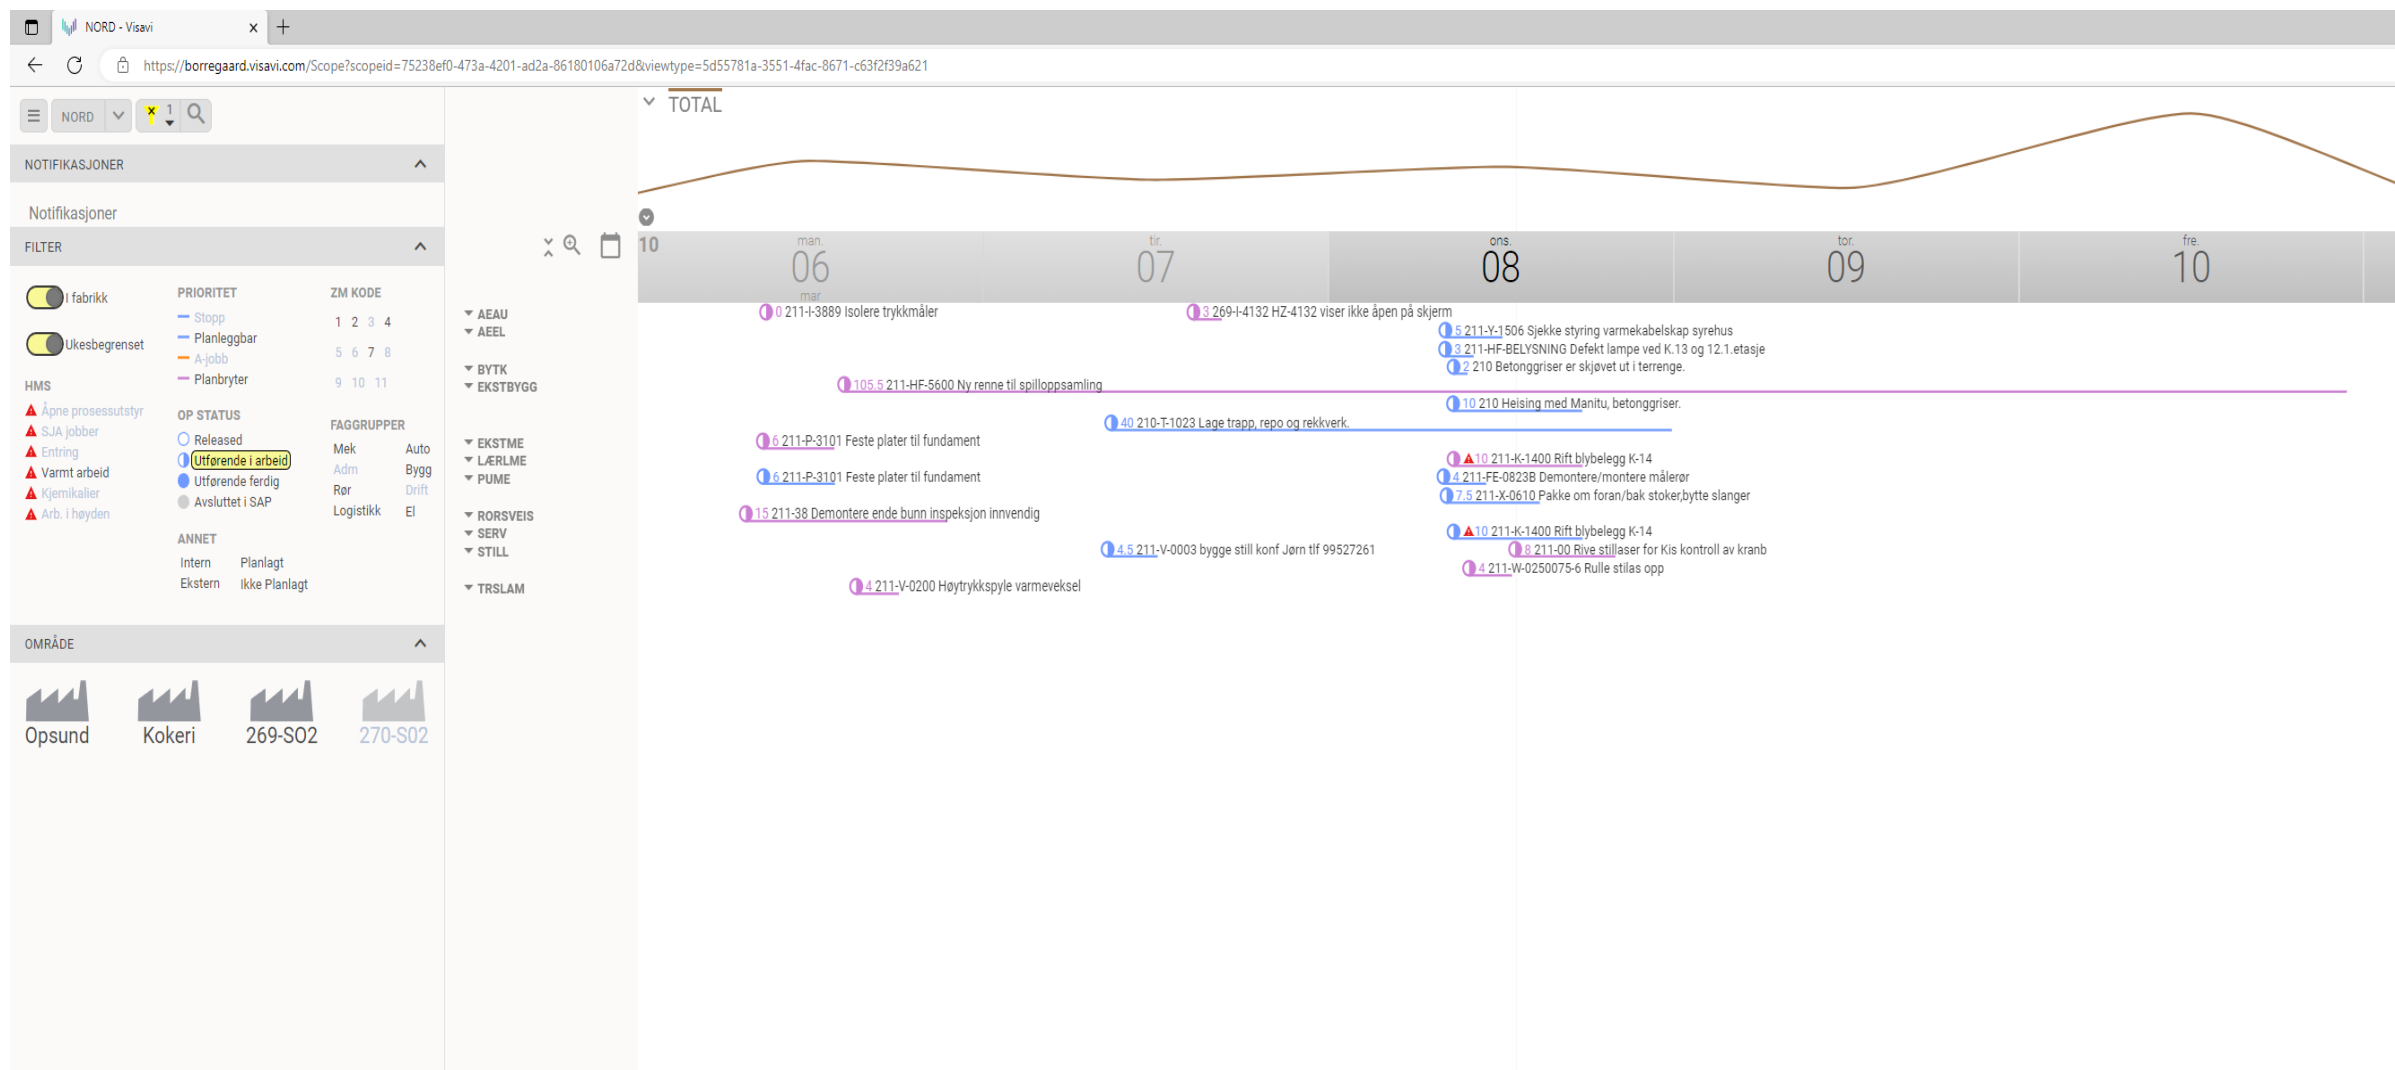 NORD - Visavi
https://borregaard.visavi.com/Scope?scopeid=75238ef0-473a-4201-ad2a-86180106a72d&viewtype=5d55781a-3551-4fac-8671-c63f2f39a621
NORD
1
NOTIFIKASJONER
Notifikasjoner
FILTER
I fabrikk
Ukesbegrenset
HMS
Åpne prosessutstyr
SJA jobber
Entring
Varmt arbeid
Kjemikalier
Arb. i høyden
PRIORITET
Stopp
Planleggbar
A-jobb
Planbryter
OP STATUS
Released
Utførende i arbeid
Utførende ferdig
Avsluttet i SAP
ANNET
Intern Planlagt
Ekstern Ikke Planlagt
ZM KODE
1 2 3 4
5 6 7 8
9 10 11
FAGGRUPPER
Mek Auto
Adm Bygg
Rør Drift
Logistikk El
OMRÅDE
Opsund Kokeri 269-SO2 270-S02
TOTAL
10
man. tir. ons. tor. fre.
06 07 08 09 10
mar
AEAU
AEEL
BYTK
EKSTBYGG
EKSTME
LÆRLME
PUME
RORSVEIS
SERV
STILL
TRSLAM
0 211-I-3889 Isolere trykkmåler
3 269-I-4132 HZ-4132 viser ikke åpen på skjerm
5 211-Y-1506 Sjekke styring varmekabelskap syrehus
3 211-HF-BELYSNING Defekt lampe ved K.13 og 12.1.etasje
2 210 Betonggriser er skjøvet ut i terrenge.
105.5 211-HF-5600 Ny renne til spilloppsamling
10 210 Heising med Manitu, betonggriser.
40 210-T-1023 Lage trapp, repo og rekkverk.
6 211-P-3101 Feste plater til fundament
10 211-K-1400 Rift blybelegg K-14
6 211-P-3101 Feste plater til fundament
4 211-FE-0823B Demontere/montere målerør
7.5 211-X-0610 Pakke om foran/bak stoker,bytte slanger
15 211-38 Demontere ende bunn inspeksjon innvendig
10 211-K-1400 Rift blybelegg K-14
4.5 211-V-0003 bygge still konf Jørn tlf 99527261
8 211-00 Rive stillaser for Kis kontroll av kranb
4 211-W-0250075-6 Rulle stilas opp
4 211-V-0200 Høytrykkspyle varmeveksel